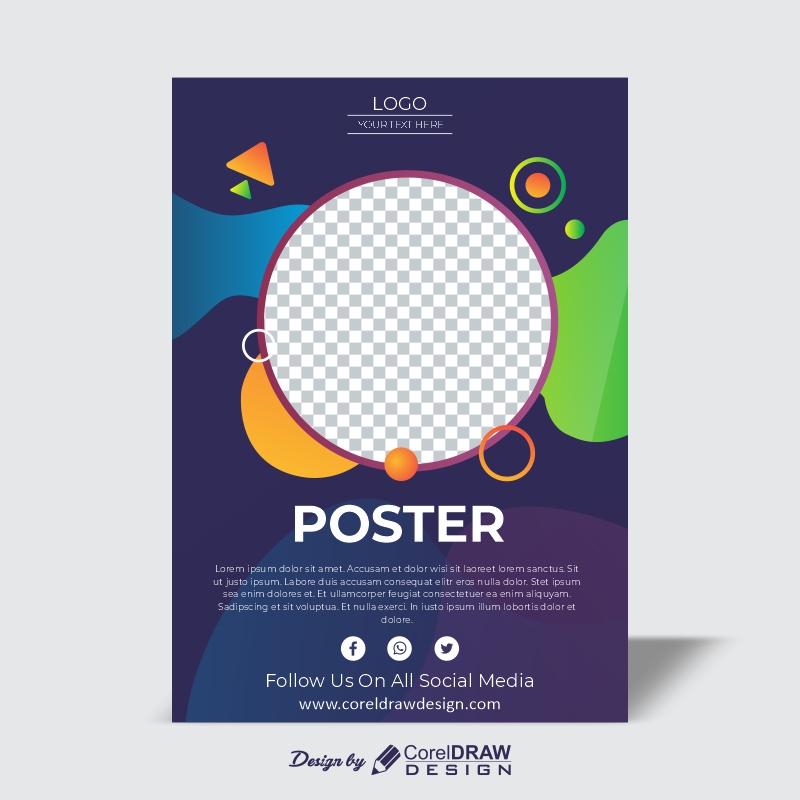 LOGO
YOUR TEXT HERE
POSTER
Lorem ipsum dolor sit amet. Accusam et dolor wisi sit laoreet lorem sanctus. Sit
ut justo ipsum. Labore duis accusam consequat elitr eros nulla dolor. Stet ipsum
sea enim dolores et. Et ullamcorper feugiat consectetuer ea enim aliquyam.
Sadipscing et sit voluptua. Et nulla exerci. In iusto ipsum illum lobortis dolor et
dolore.
Follow Us On All Social Media
www.coreldrawdesign.com
Design by CorelDRAW
DESIGN